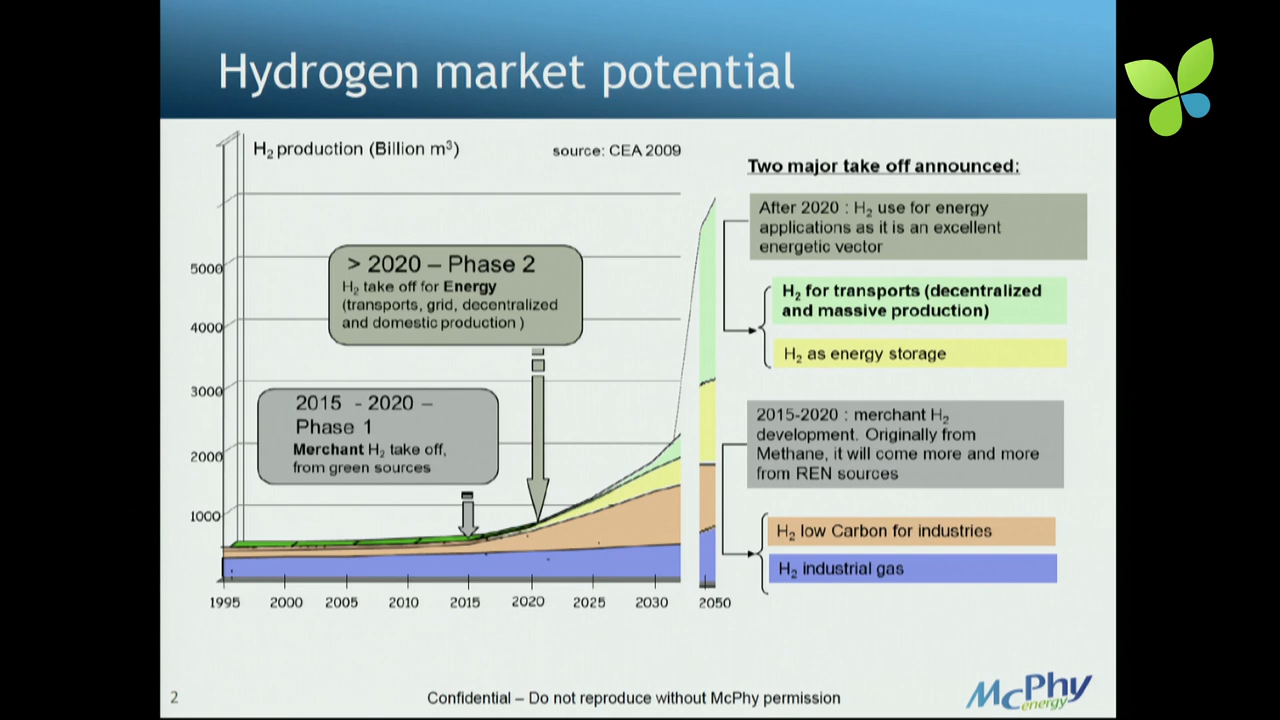 Hydrogen market potential
H₂ production (Billion m³)
source: CEA 2009
5000
4000
3000
2000
1000
> 2020 – Phase 2
H₂ take off for Energy
(transports, grid, decentralized
and domestic production )
2015 - 2020 –
Phase 1
Merchant H₂ take off,
from green sources
1995 2000 2005 2010 2015 2020 2025 2030 2050
Two major take off announced:
After 2020 : H₂ use for energy
applications as it is an excellent
energetic vector
H₂ for transports (decentralized
and massive production)
H₂ as energy storage
2015-2020 : merchant H₂
development. Originally from
Methane, it will come more and more
from REN sources
H₂ low Carbon for industries
H₂ industrial gas
2
Confidential – Do not reproduce without McPhy permission
McPhy
energy